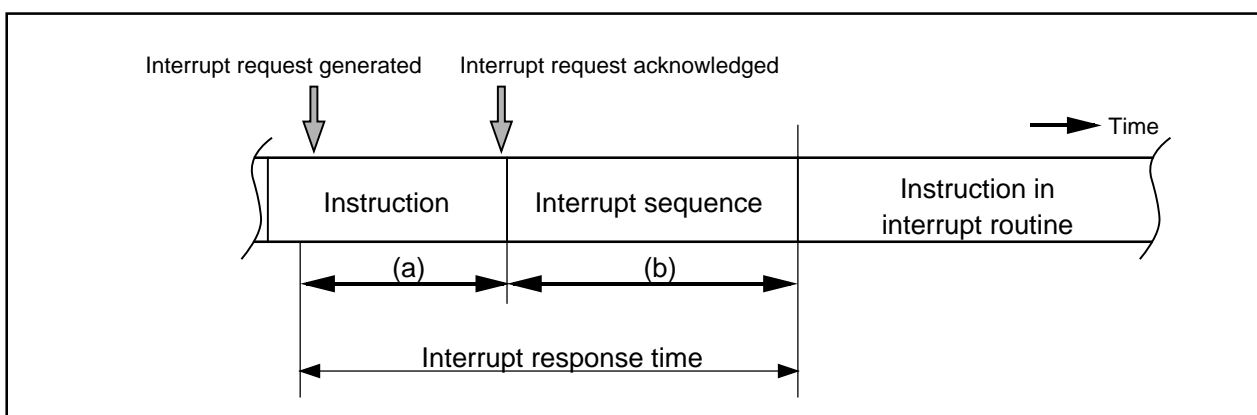 Interrupt request generated
Interrupt request acknowledged
Time
Instruction
Interrupt sequence
Instruction in
interrupt routine
(a)
(b)
Interrupt response time